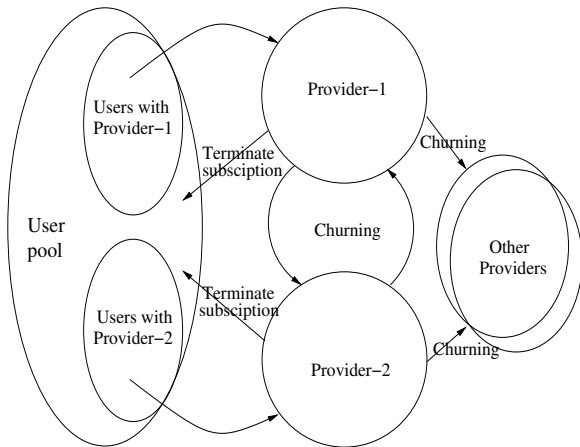 Provider−1
Users with
Provider−1
Churning
Terminate
subsciption
User
pool
Churning
Other
Providers
Terminate
subsciption
Users with
Provider−2
Churning
Provider−2